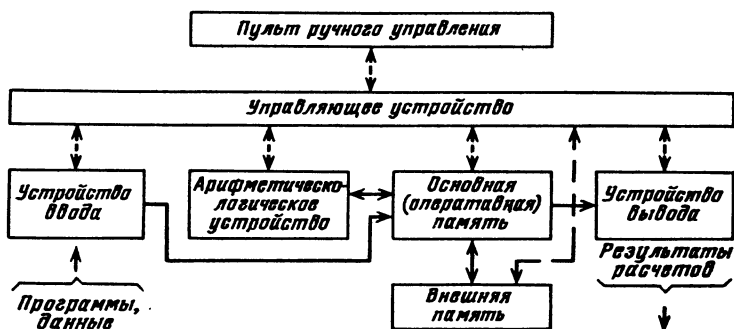 Пульт ручного управления
Управляющее устройство
Устройство
ввода
Арифметическо-
логическое
устройство
Основная
(оперативная)
память
Устройство
вывода
Программы,
данные
Внешняя
память
Результаты
расчетов